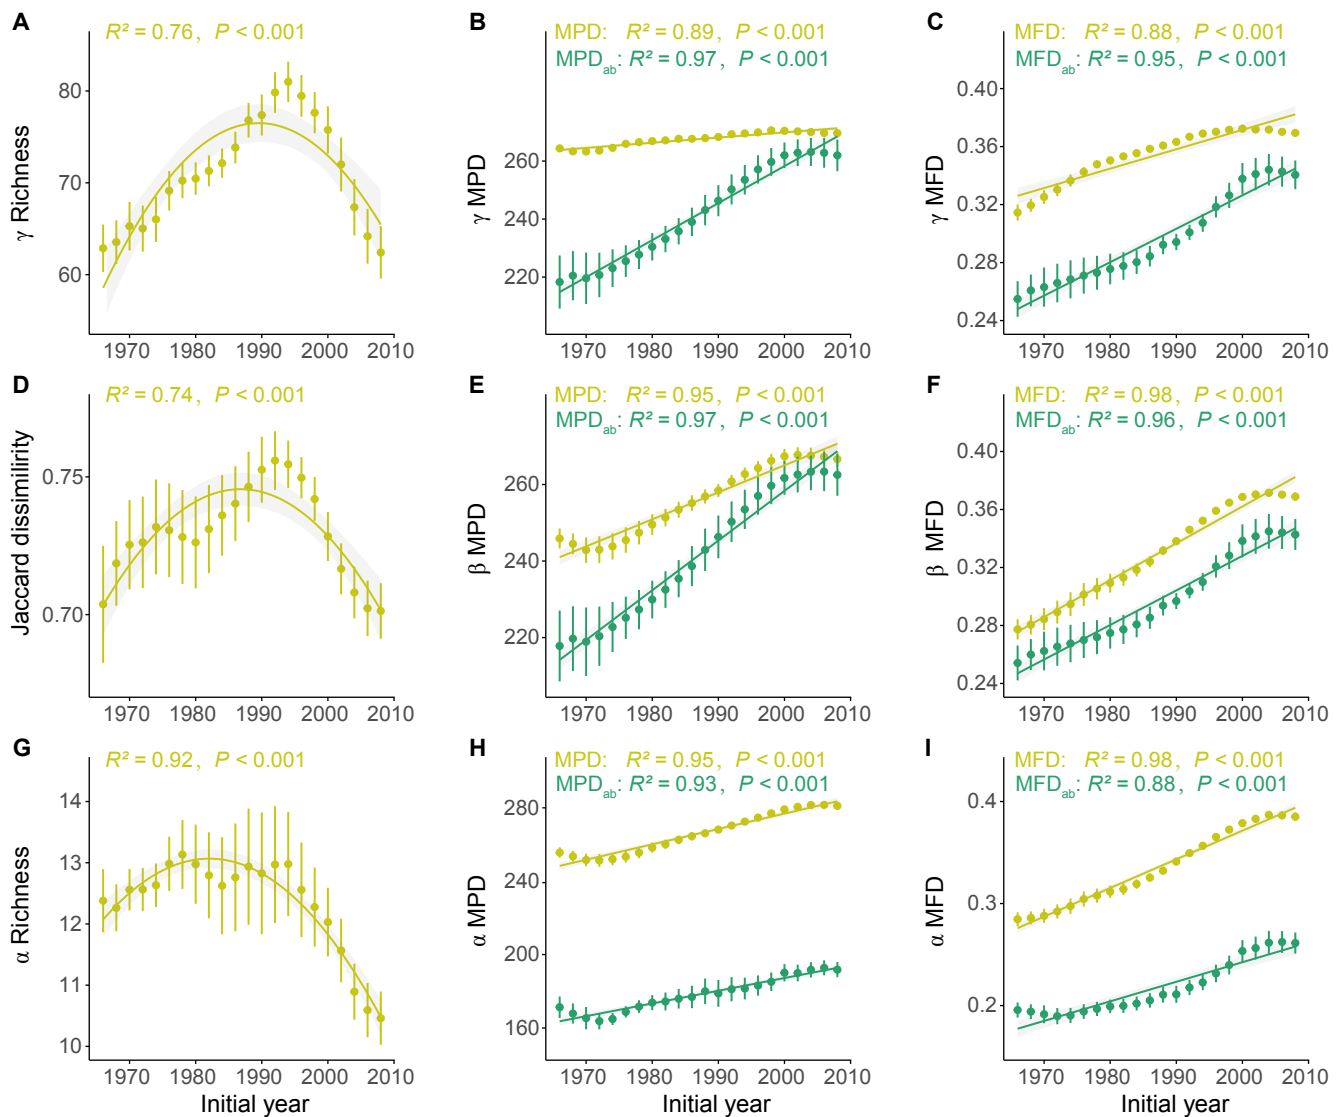 A
R² = 0.76, P < 0.001
γ Richness
80
70
60
1970 1980 1990 2000 2010
B
MPD: R² = 0.89, P < 0.001
MPDab: R² = 0.97, P < 0.001
γ MPD
260
220
1970 1980 1990 2000 2010
C
MFD: R² = 0.88, P < 0.001
MFDab: R² = 0.95, P < 0.001
γ MFD
0.40
0.36
0.32
0.28
0.24
1970 1980 1990 2000 2010
D
R² = 0.74, P < 0.001
Jaccard dissimilirity
0.75
0.70
1970 1980 1990 2000 2010
E
MPD: R² = 0.95, P < 0.001
MPDab: R² = 0.97, P < 0.001
β MPD
260
240
220
1970 1980 1990 2000 2010
F
MFD: R² = 0.98, P < 0.001
MFDab: R² = 0.96, P < 0.001
β MFD
0.40
0.36
0.32
0.28
0.24
1970 1980 1990 2000 2010
G
R² = 0.92, P < 0.001
α Richness
14
13
12
11
10
1970 1980 1990 2000 2010
Initial year
H
MPD: R² = 0.95, P < 0.001
MPDab: R² = 0.93, P < 0.001
α MPD
280
240
200
160
1970 1980 1990 2000 2010
Initial year
I
MFD: R² = 0.98, P < 0.001
MFDab: R² = 0.88, P < 0.001
α MFD
0.4
0.3
0.2
1970 1980 1990 2000 2010
Initial year